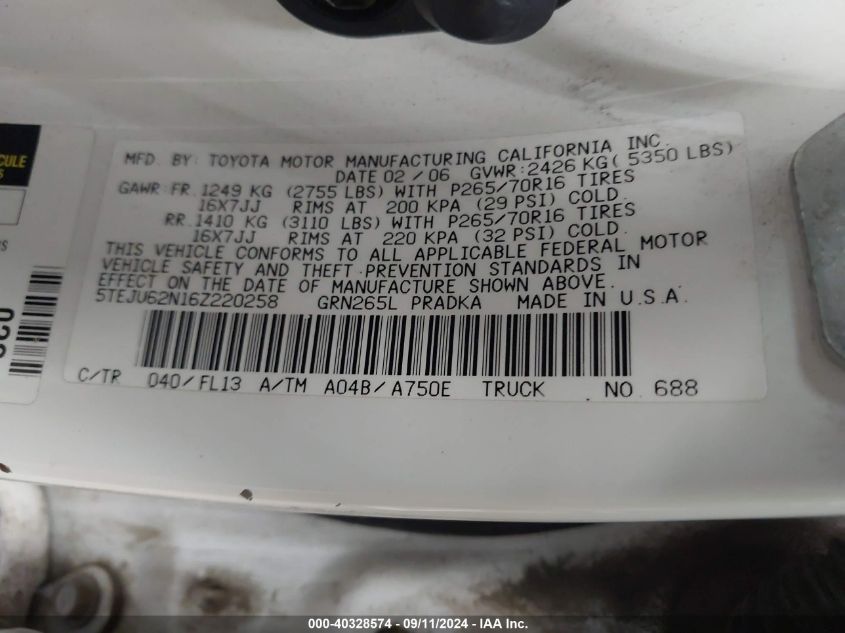 MFD. BY: TOYOTA MOTOR MANUFACTURING CALIFORNIA INC.
DATE 02/06 GVWR:2426 KG( 5350 LBS)
GAWR:FR.1249 KG (2755 LBS) WITH P265/70R16 TIRES
16X7JJ RIMS AT 200 KPA (29 PSI) COLD.
RR.1410 KG (3110 LBS) WITH P265/70R16 TIRES
16X7JJ RIMS AT 220 KPA (32 PSI) COLD.
THIS VEHICLE CONFORMS TO ALL APPLICABLE FEDERAL MOTOR
VEHICLE SAFETY AND THEFT PREVENTION STANDARDS IN
EFFECT ON THE DATE OF MANUFACTURE SHOWN ABOVE.
5TEJU62N16Z220258 GRN265L PRADKA MADE IN U.S.A.
C/TR 040/FL13 A/TM A04B/A750E TRUCK NO. 688
000-40328574 - 09/11/2024 - IAA Inc.